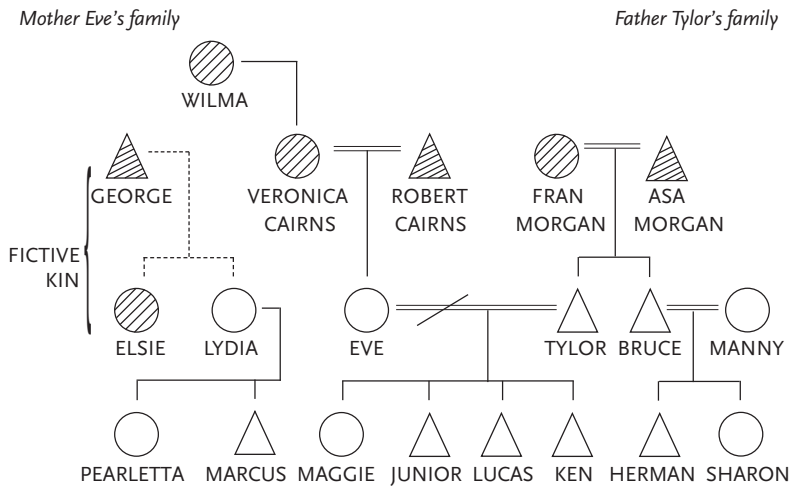 Mother Eve's family
Father Tylor's family
WILMA
GEORGE
VERONICA
CAIRNS
ROBERT
CAIRNS
FRAN
MORGAN
ASA
MORGAN
FICTIVE
KIN
ELSIE
LYDIA
EVE
TYLOR
BRUCE
MANNY
PEARLETTA
MARCUS
MAGGIE
JUNIOR
LUCAS
KEN
HERMAN
SHARON